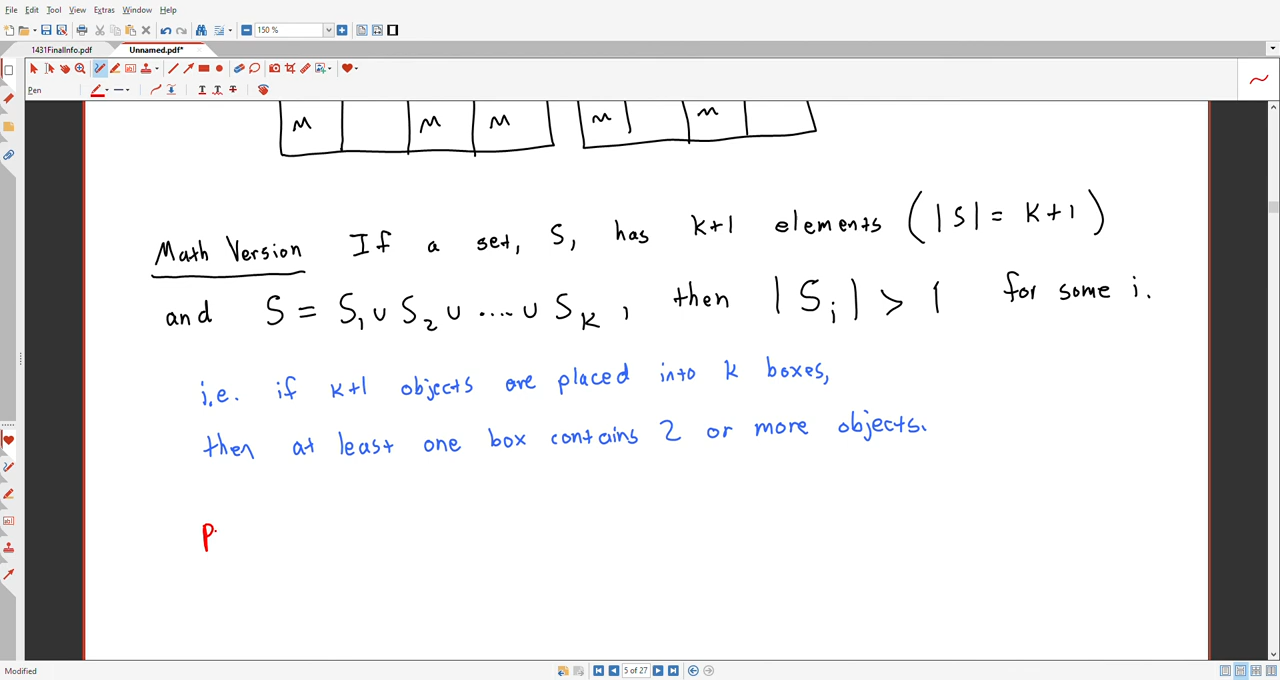 File Edit Tool View Extras Window Help
150 %
1431FinalInfo.pdf Unnamed.pdf*
Pen
M M M M M
Math Version If a set, S, has k+1 elements (|S| = k+1)
and S = S₁ ∪ S₂ ∪ .... ∪ Sₖ, then |Sᵢ| > 1 for some i.
i.e. if k+1 objects are placed into k boxes,
then at least one box contains 2 or more objects.
P
Modified
5 of 27